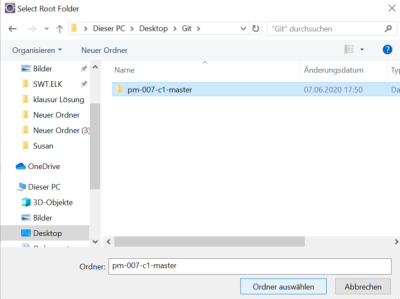 Select Root Folder
Dieser PC > Desktop > Git >
"Git" durchsuchen
Organisieren
Neuer Ordner
Bilder
SWT.ELK
klausur Lösung
Neuer Ordner
Neuer Ordner (3)
Susan
OneDrive
Dieser PC
3D-Objekte
Bilder
Desktop
Name
Änderungsdatum
Typ
pm-007-c1-master
07.06.2020 17:50
Da
Ordner:
pm-007-c1-master
Ordner auswählen
Abbrechen